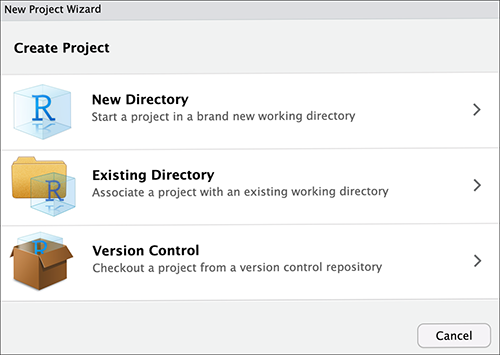 New Project Wizard
Create Project
R
New Directory
Start a project in a brand new working directory
R
Existing Directory
Associate a project with an existing working directory
Version Control
Checkout a project from a version control repository
Cancel